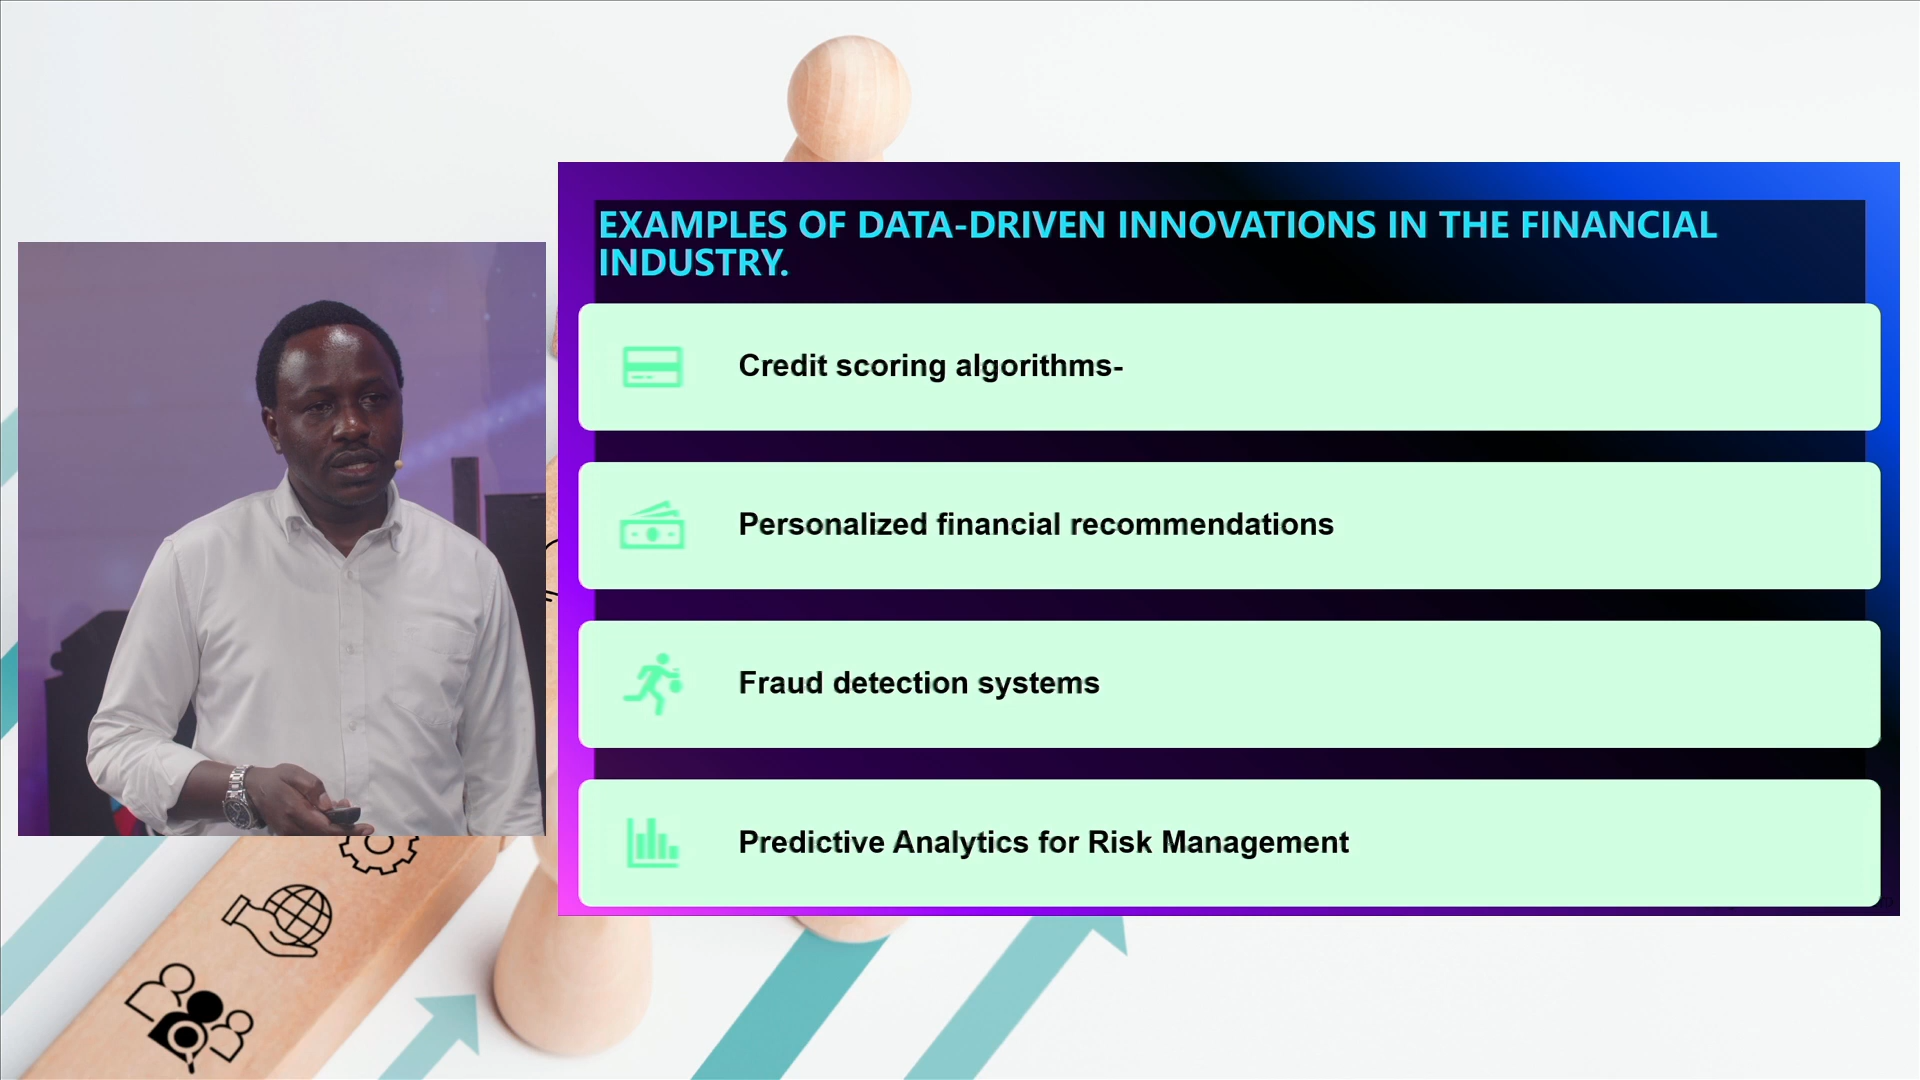 EXAMPLES OF DATA-DRIVEN INNOVATIONS IN THE FINANCIAL
INDUSTRY.
Credit scoring algorithms-
Personalized financial recommendations
Fraud detection systems
Predictive Analytics for Risk Management